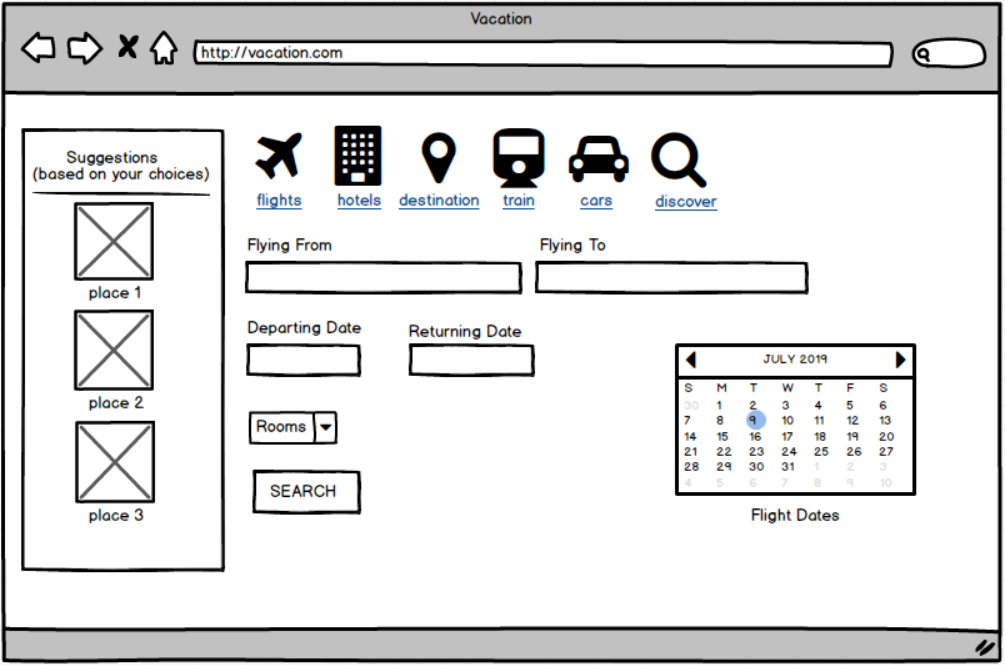 Vacation
http://vacation.com
Suggestions
(based on your choices)
place 1
place 2
place 3
flights hotels destination train cars discover
Flying From Flying To
Departing Date Returning Date
Rooms
SEARCH
JULY 2019
S M T W T F S
30 1 2 3 4 5 6
7 8 9 10 11 12 13
14 15 16 17 18 19 20
21 22 23 24 25 26 27
28 29 30 31 1 2 3
4 5 6 7 8 9 10
Flight Dates